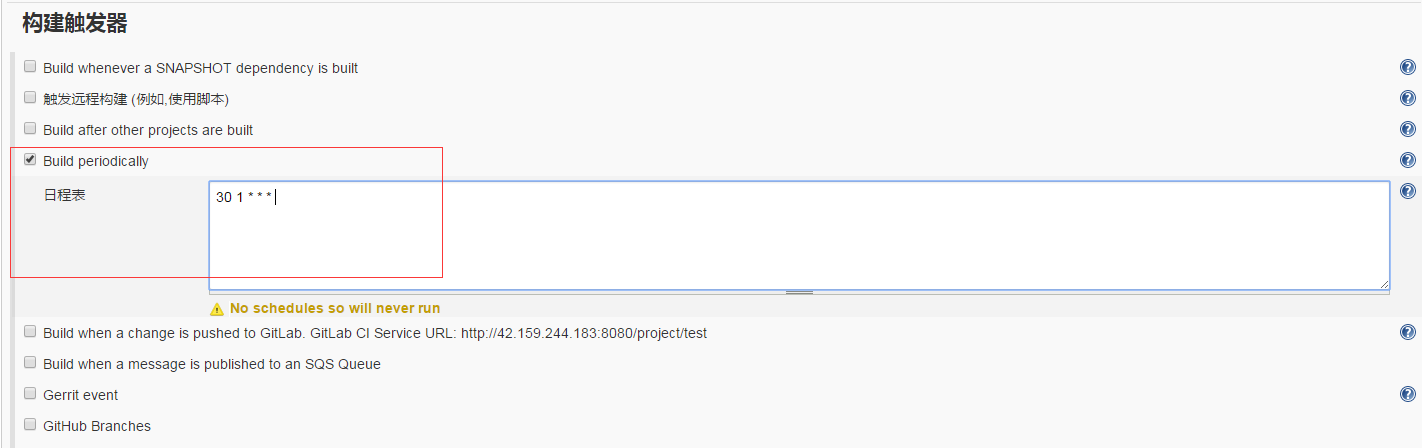 构建触发器
Build whenever a SNAPSHOT dependency is built
触发远程构建 (例如,使用脚本)
Build after other projects are built
Build periodically
日程表
30 1 * * *
No schedules so will never run
Build when a change is pushed to GitLab. GitLab CI Service URL: http://42.159.244.183:8080/project/test
Build when a message is published to an SQS Queue
Gerrit event
GitHub Branches